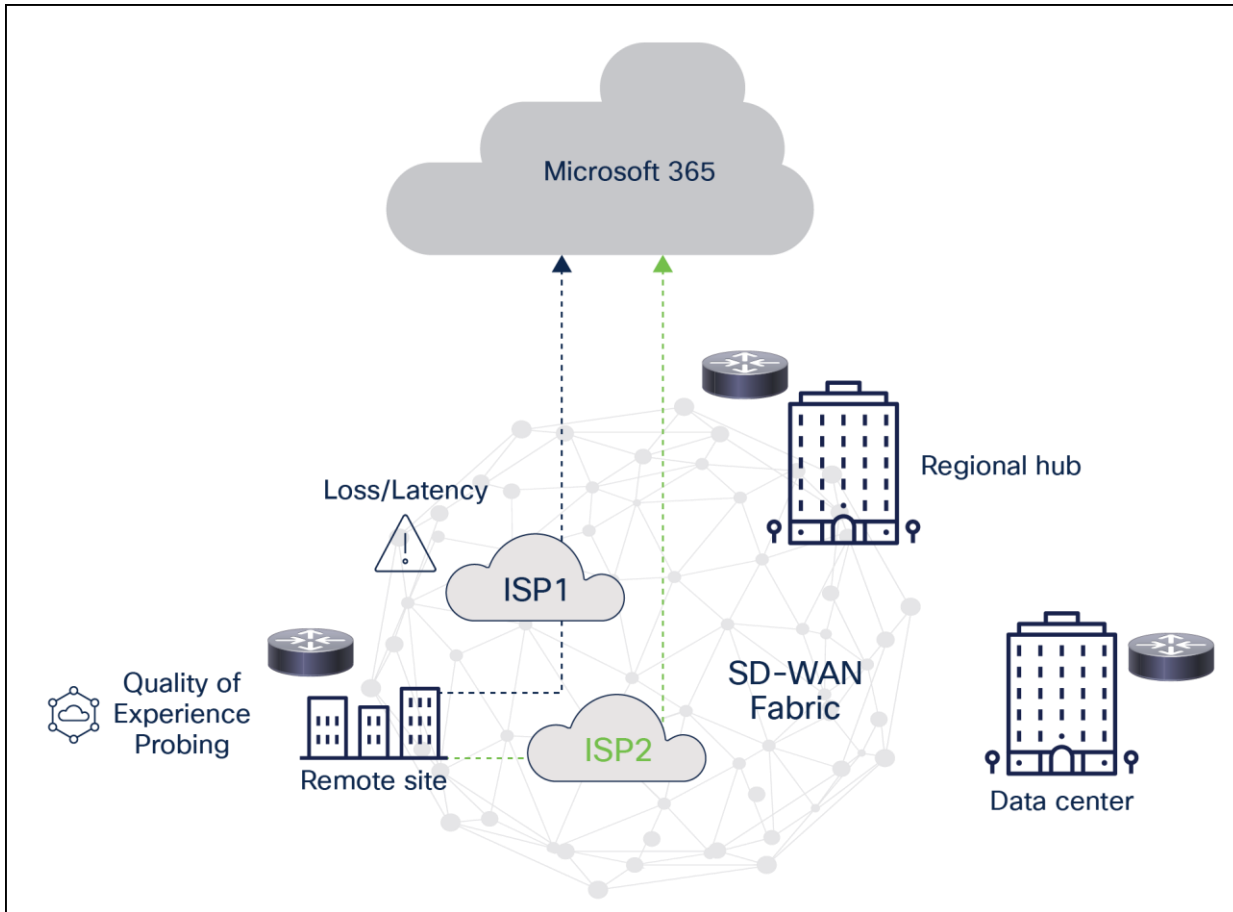 Microsoft 365
Regional hub
Loss/Latency
ISP1
SD-WAN
Fabric
Quality of
Experience
Probing
ISP2
Remote site
Data center